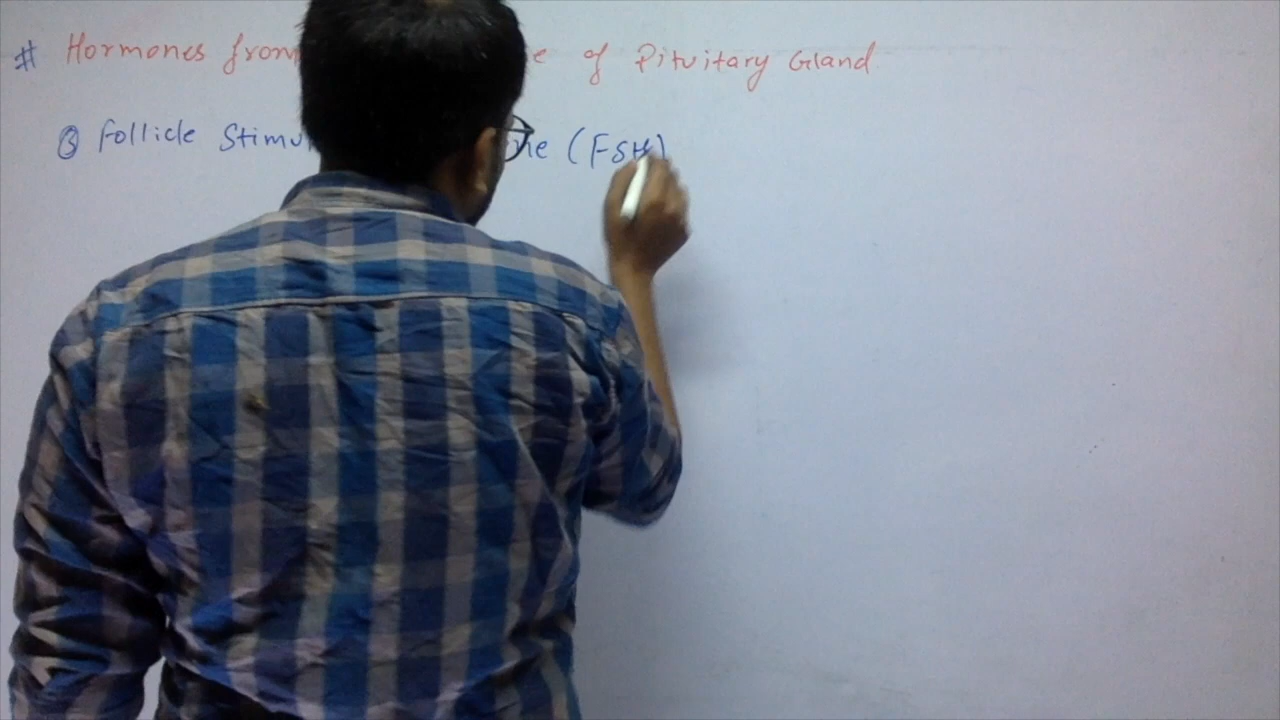 # Hormones from e of Pituitary Gland
③ Follicle Stimu ne (FSH)